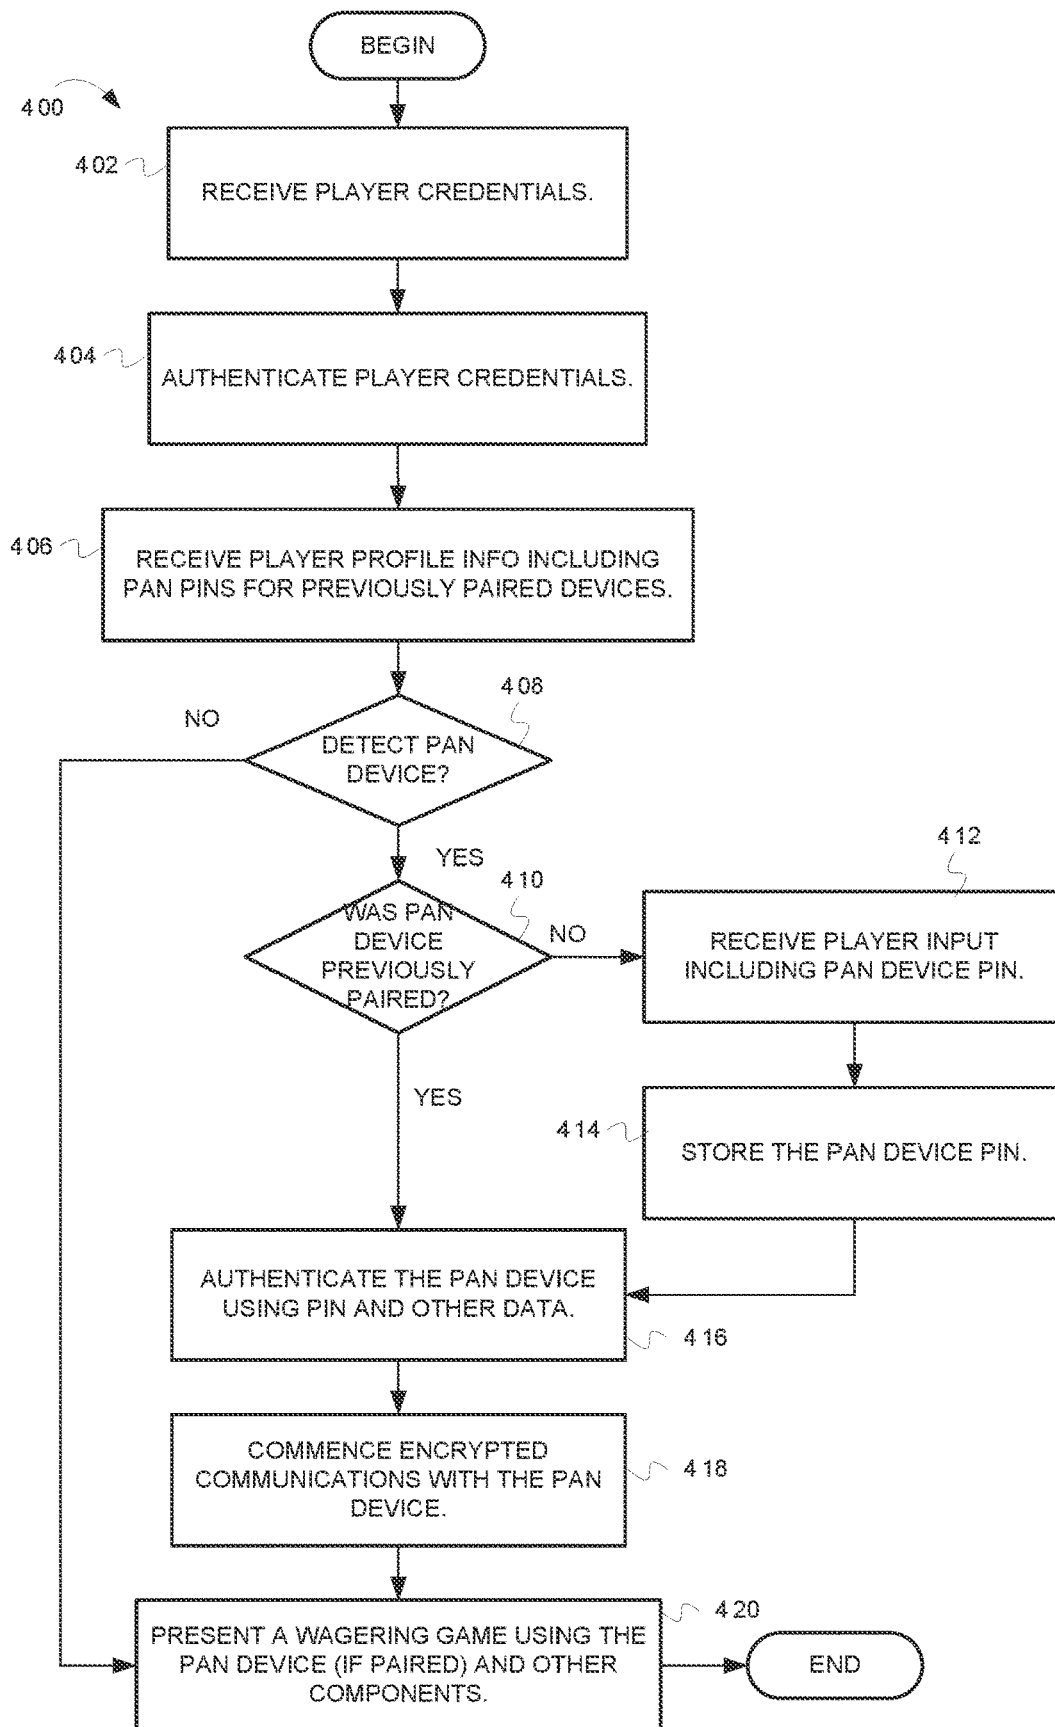 BEGIN
400
402
RECEIVE PLAYER CREDENTIALS.
404
AUTHENTICATE PLAYER CREDENTIALS.
406
RECEIVE PLAYER PROFILE INFO INCLUDING
PAN PINS FOR PREVIOUSLY PAIRED DEVICES.
408
NO
DETECT PAN
DEVICE?
YES
410
WAS PAN
DEVICE
PREVIOUSLY
PAIRED?
NO
412
RECEIVE PLAYER INPUT
INCLUDING PAN DEVICE PIN.
YES
414
STORE THE PAN DEVICE PIN.
AUTHENTICATE THE PAN DEVICE
USING PIN AND OTHER DATA.
416
COMMENCE ENCRYPTED
COMMUNICATIONS WITH THE PAN
DEVICE.
418
420
PRESENT A WAGERING GAME USING THE
PAN DEVICE (IF PAIRED) AND OTHER
COMPONENTS.
END